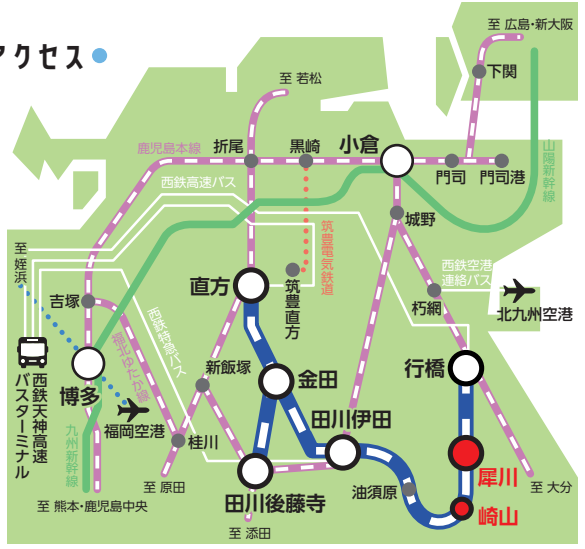 アクセス
至 広島・新大阪
下関
至 若松
鹿児島本線
折尾
黒崎
小倉
門司
門司港
山陽新幹線
西鉄高速バス
城野
筑豊電気鉄道
至 姪浜
直方
筑豊直方
西鉄空港
連絡バス
北九州空港
朽網
吉塚
西鉄特急バス
福北ゆたか線
新飯塚
金田
行橋
博多
西鉄天神高速
バスターミナル
福岡空港
田川伊田
桂川
九州新幹線
犀川
油須原
田川後藤寺
至 原田
至 大分
崎山
至 熊本・鹿児島中央
至 添田